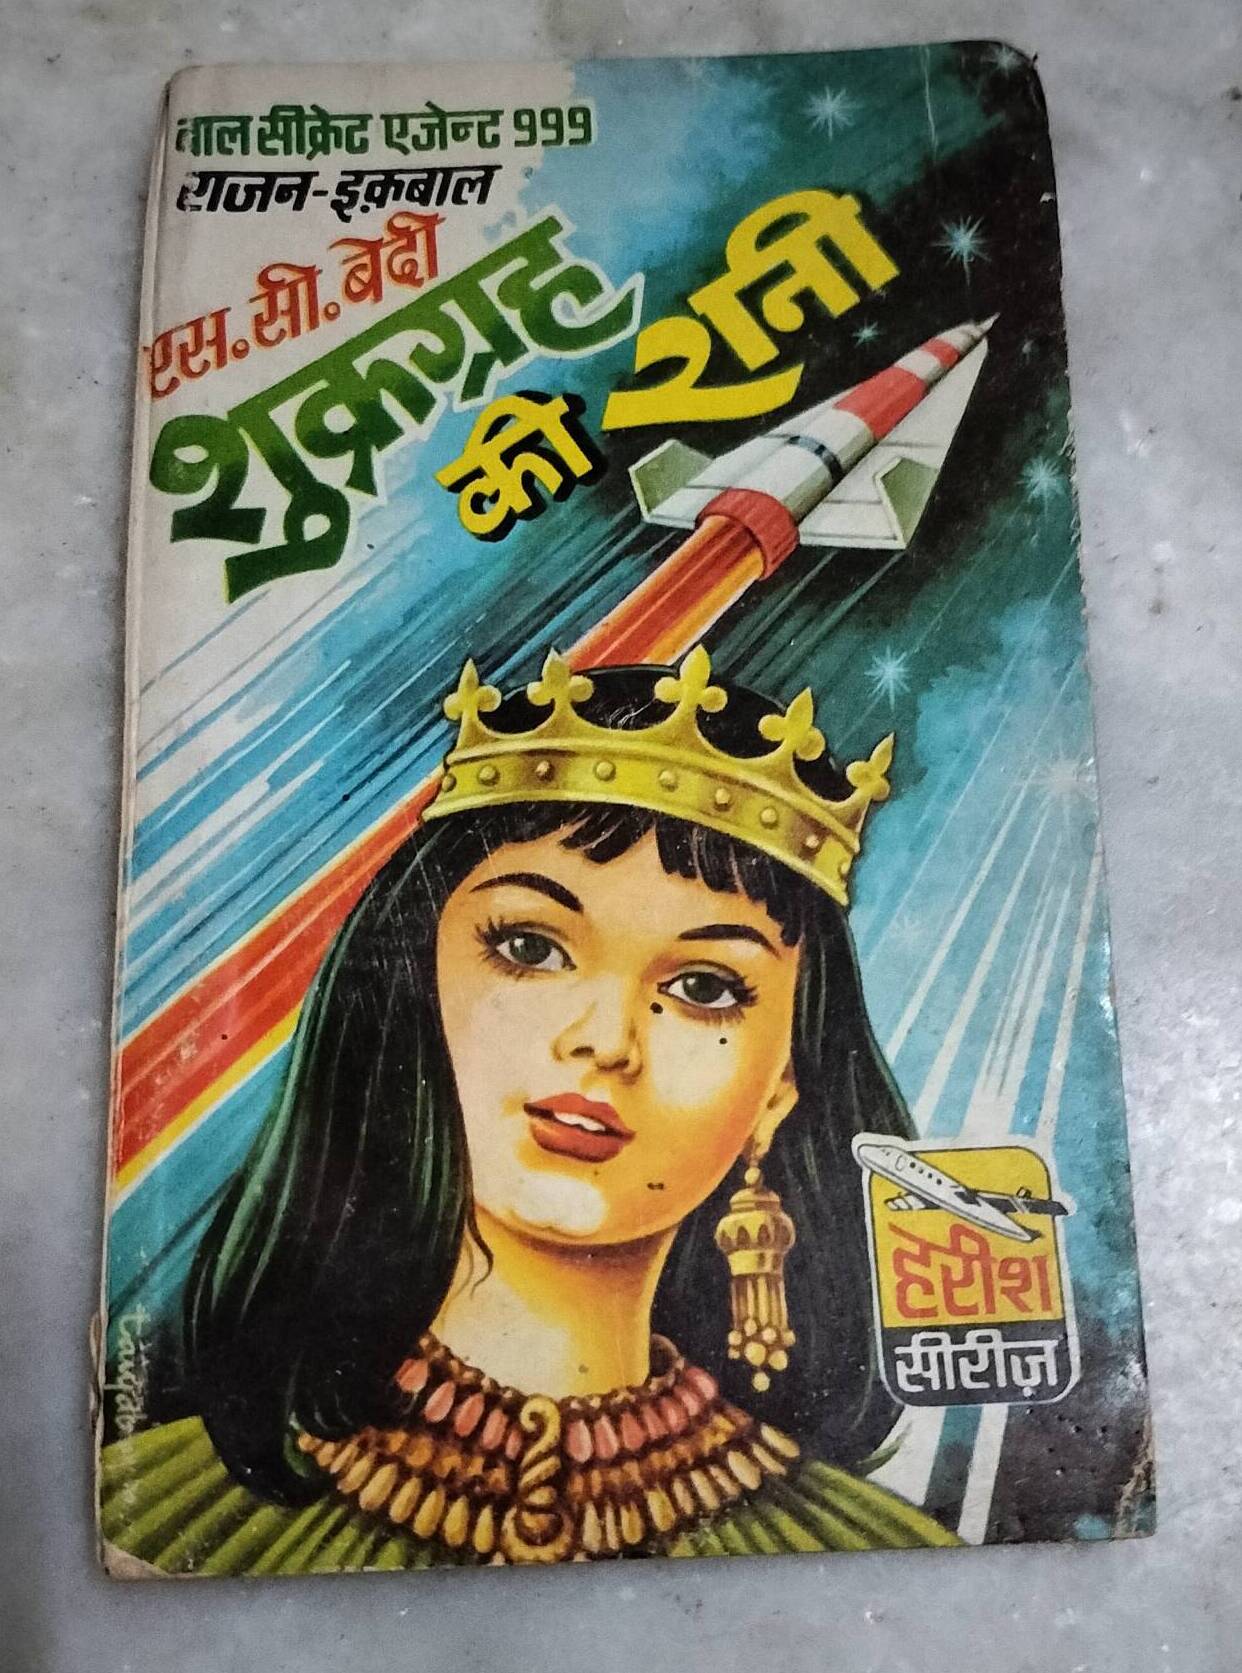 बाल सीक्रेट एजेन्ट 999
राजन-इक़बाल
एस. सी. बेदी
शुक्रग्रह
की रानी
हरीश
सीरीज़